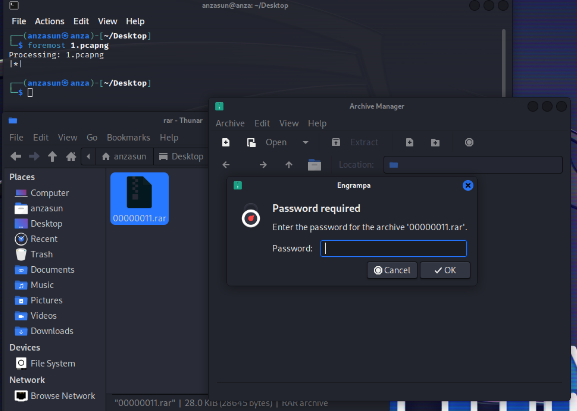 anzasun@anza: ~/Desktop
File Actions Edit View Help
┌──(anzasun㉿anza)-[~/Desktop]
└─$ foremost 1.pcapng
Processing: 1.pcapng
|*|
┌──(anzasun㉿anza)-[~/Desktop]
└─$
rar - Thunar
File Edit View Go Bookmarks Help
anzasun Desktop
Places
Computer
anzasun
Desktop
Recent
Trash
Documents
Music
Pictures
Videos
Downloads
Devices
File System
Network
Browse Network
00000011.rar
"00000011.rar" | 28.0 KiB (28645 bytes) | RAR archive
Archive Manager
Archive Edit View Help
Open Extract
Location:
Engrampa
Password required
Enter the password for the archive '00000011.rar'.
Password:
Cancel OK